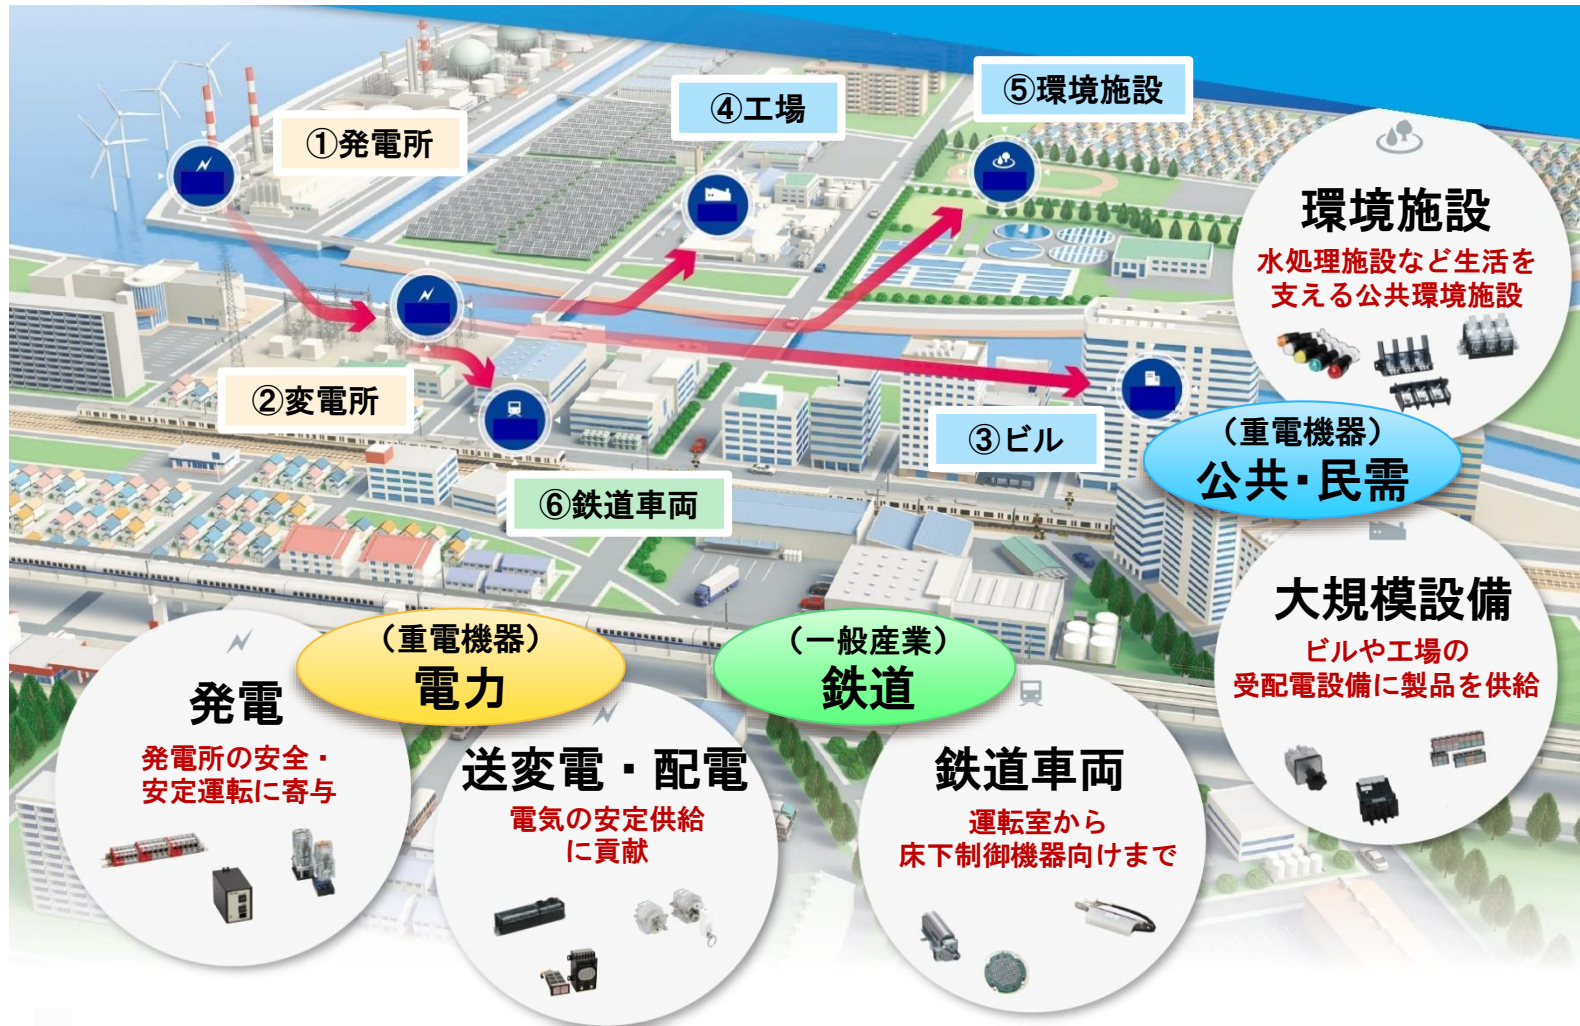 ①発電所
④工場
⑤環境施設
②変電所
③ビル
⑥鉄道車両
環境施設
水処理施設など生活を
支える公共環境施設
（重電機器）
公共・民需
大規模設備
ビルや工場の
受配電設備に製品を供給
（重電機器）
電力
発電
発電所の安全・
安定運転に寄与
送変電・配電
電気の安定供給
に貢献
（一般産業）
鉄道
鉄道車両
運転室から
床下制御機器向けまで